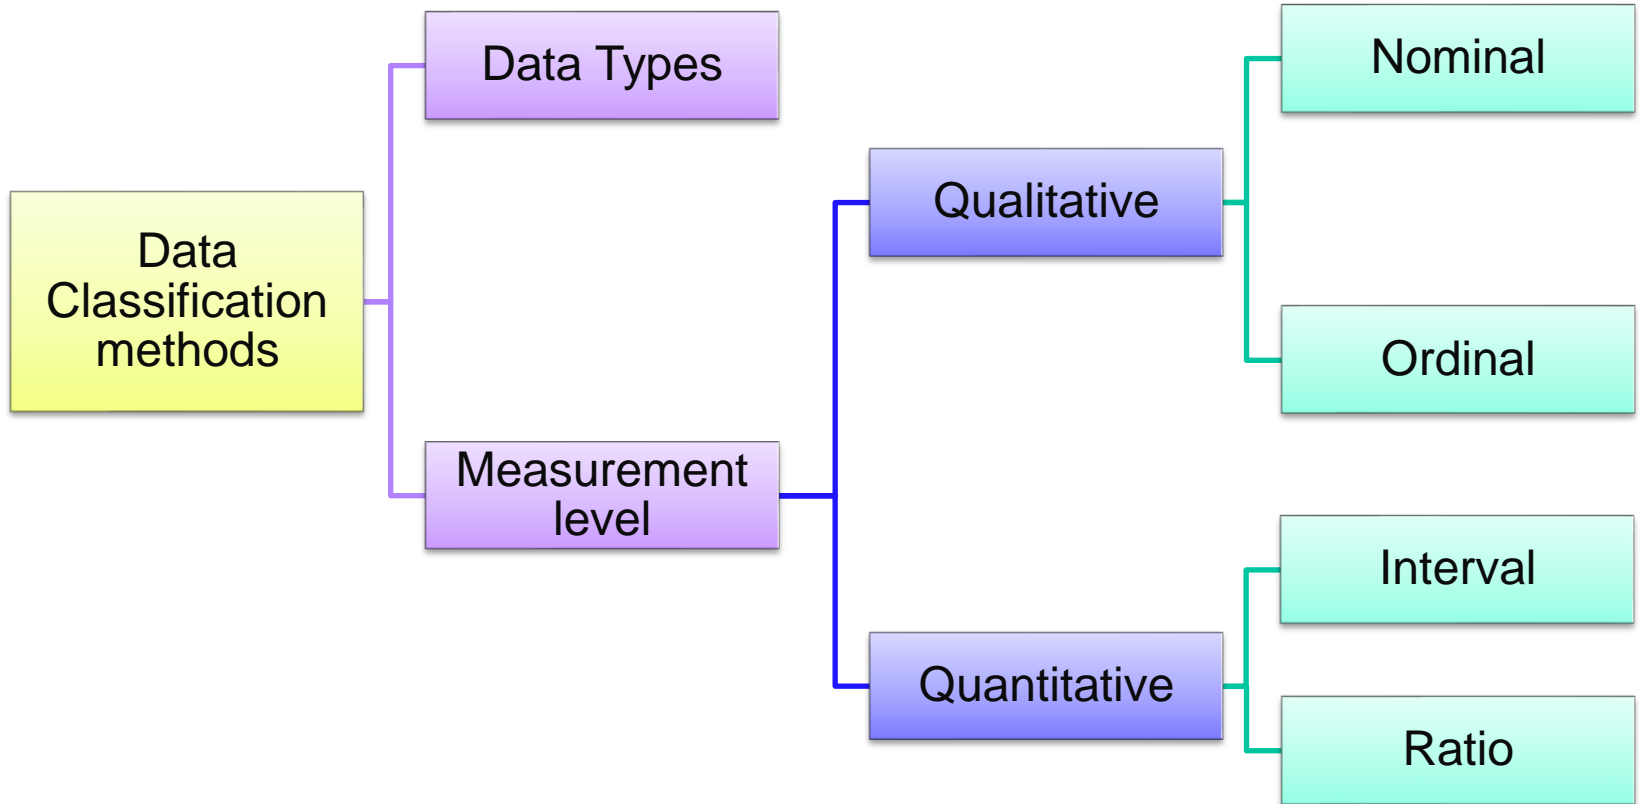 Data Types
Nominal
Qualitative
Data
Classification
methods
Ordinal
Measurement
level
Interval
Quantitative
Ratio